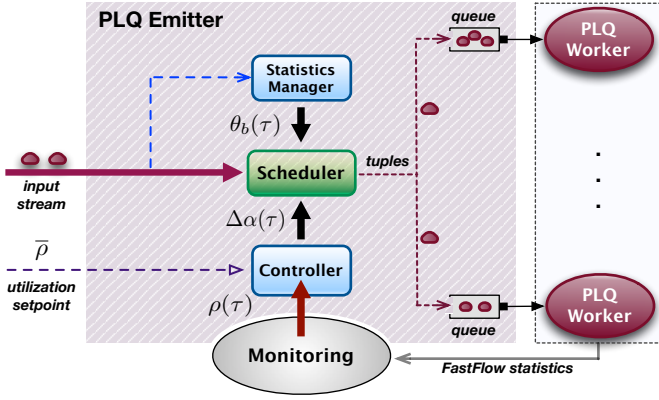 PLQ Emitter
queue
PLQ
Worker
Statistics
Manager
θ_b(τ)
tuples
Scheduler
input
stream
Δα(τ)
. . .
ρ̅
Controller
utilization
setpoint
ρ(τ)
queue
PLQ
Worker
Monitoring
FastFlow statistics